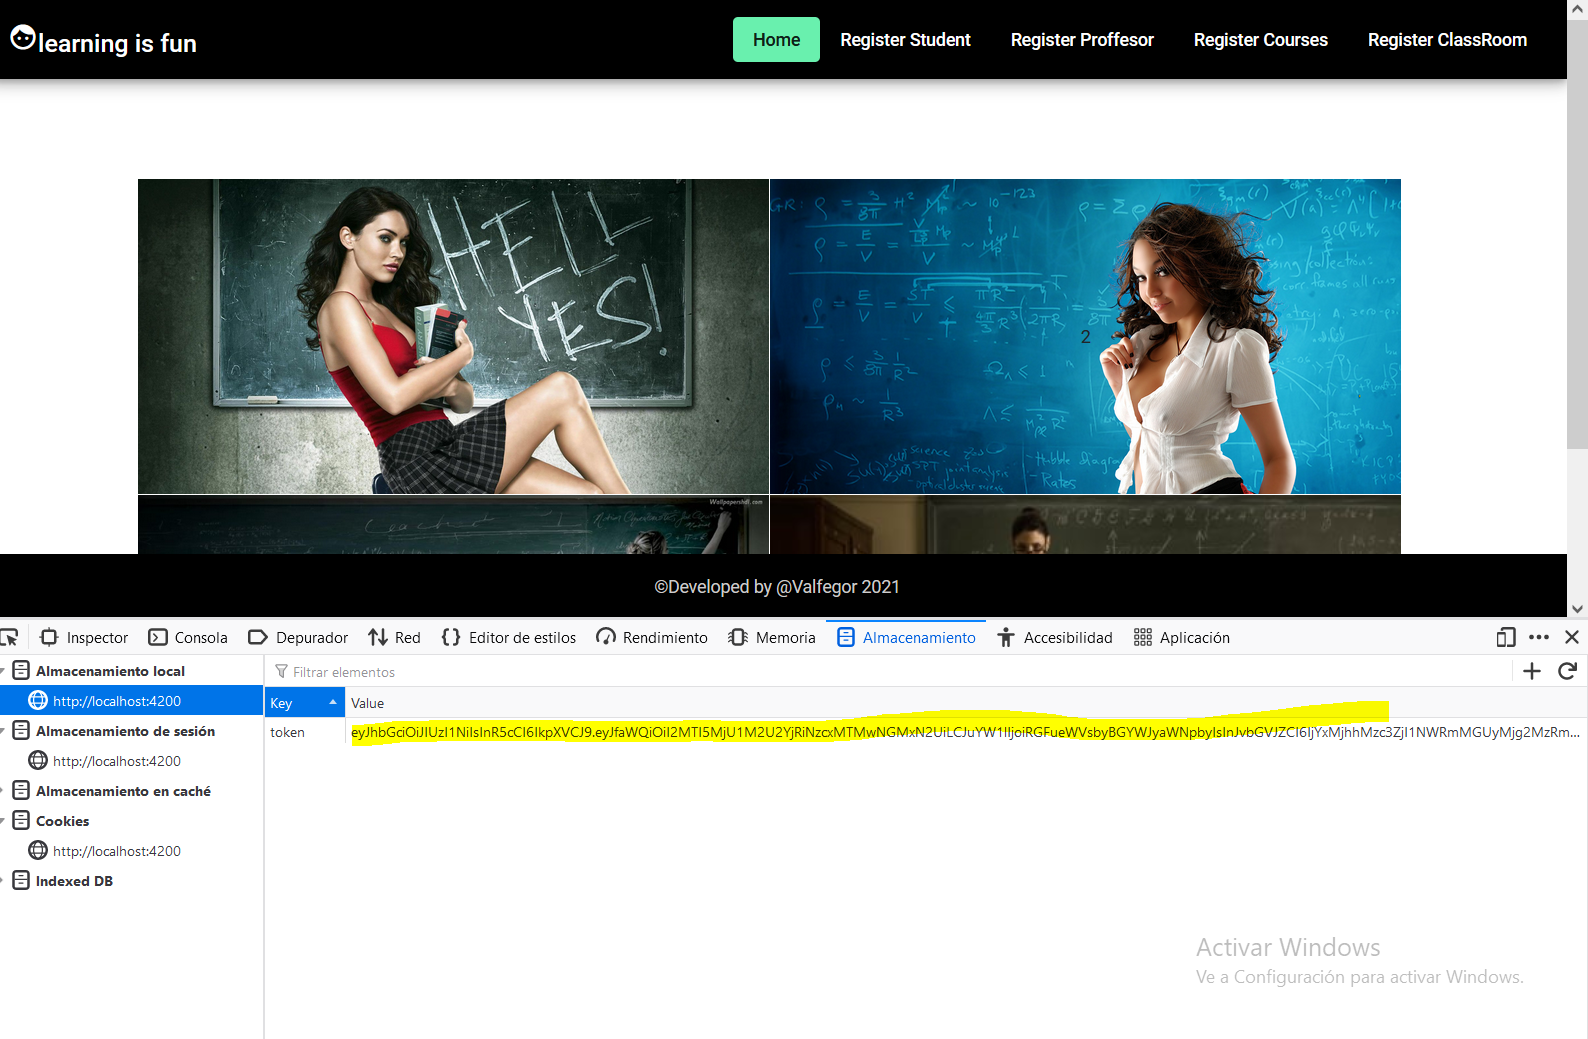 learning is fun
Home
Register Student
Register Proffesor
Register Courses
Register ClassRoom
HELL
YES!
2
Wallpapershdi.com
©Developed by @Valfegor 2021
Inspector
Consola
Depurador
Red
Editor de estilos
Rendimiento
Memoria
Almacenamiento
Accesibilidad
Aplicación
Almacenamiento local
http://localhost:4200
Almacenamiento de sesión
http://localhost:4200
Almacenamiento en caché
Cookies
http://localhost:4200
Indexed DB
Filtrar elementos
Key
Value
token
eyJhbGciOiJIUzI1NiIsInR5cCI6IkpXVCJ9.eyJfaWQiOiI2MTI5MjU1M2U2YjRiNzcxMTMwNGMxN2UiLCJuYW1lIjoiRGFueWVsbyBGYWJyaWNpbyIsInJvbGVJZCI6IjYxMjhhMzc3ZjI1NWRmMGUyMjg2MzRm...
Activar Windows
Ve a Configuración para activar Windows.